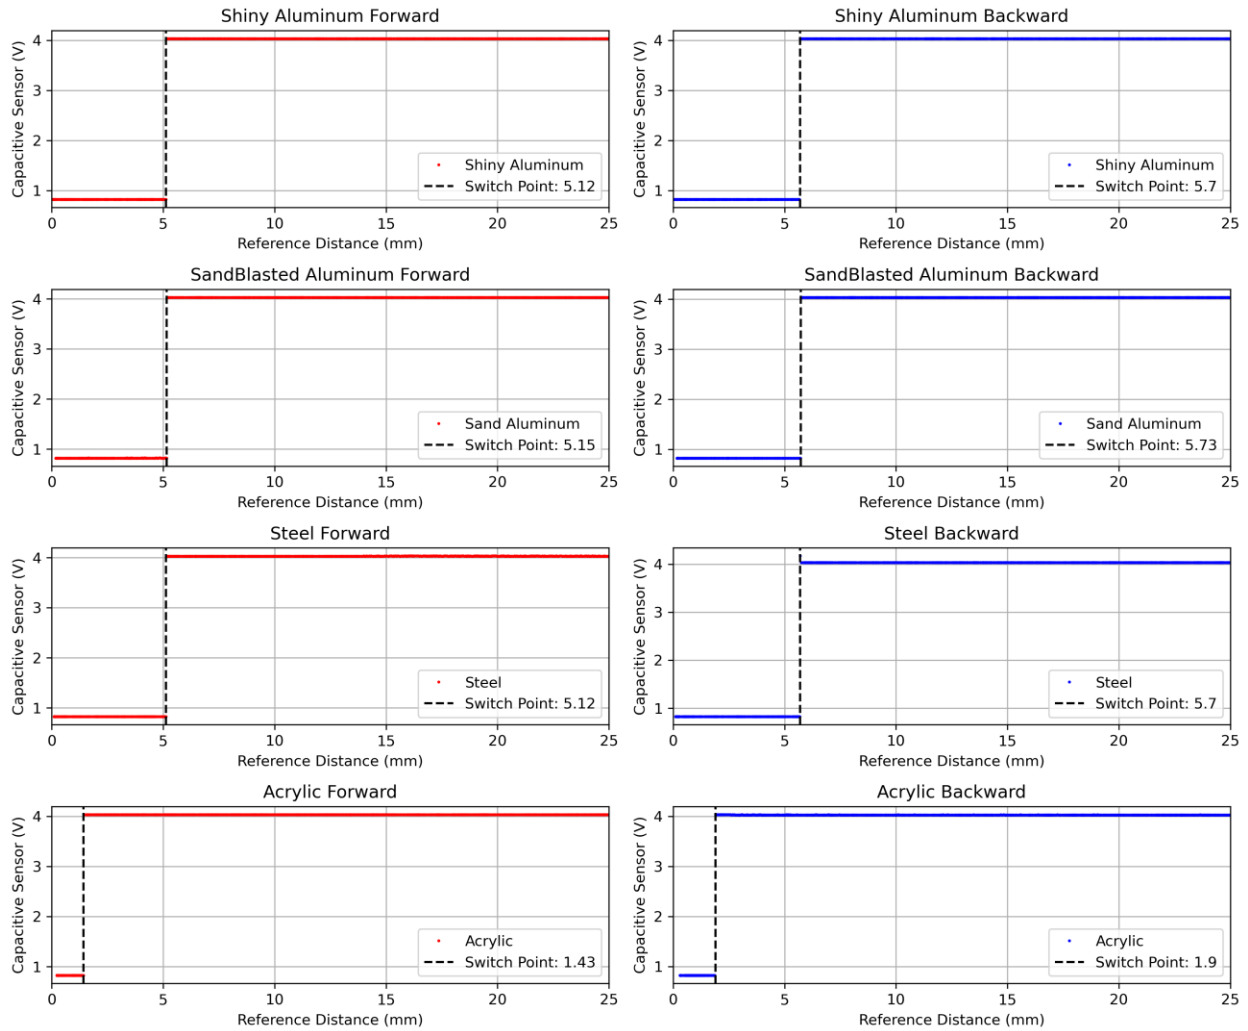 Shiny Aluminum Forward
Capacitive Sensor (V)
4
3
2
1
Shiny Aluminum
Switch Point: 5.12
0 5 10 15 20 25
Reference Distance (mm)
Shiny Aluminum Backward
Capacitive Sensor (V)
4
3
2
1
Shiny Aluminum
Switch Point: 5.7
0 5 10 15 20 25
Reference Distance (mm)
SandBlasted Aluminum Forward
Capacitive Sensor (V)
4
3
2
1
Sand Aluminum
Switch Point: 5.15
0 5 10 15 20 25
Reference Distance (mm)
SandBlasted Aluminum Backward
Capacitive Sensor (V)
4
3
2
1
Sand Aluminum
Switch Point: 5.73
0 5 10 15 20 25
Reference Distance (mm)
Steel Forward
Capacitive Sensor (V)
4
3
2
1
Steel
Switch Point: 5.12
0 5 10 15 20 25
Reference Distance (mm)
Steel Backward
Capacitive Sensor (V)
4
3
2
1
Steel
Switch Point: 5.7
0 5 10 15 20 25
Reference Distance (mm)
Acrylic Forward
Capacitive Sensor (V)
4
3
2
1
Acrylic
Switch Point: 1.43
0 5 10 15 20 25
Reference Distance (mm)
Acrylic Backward
Capacitive Sensor (V)
4
3
2
1
Acrylic
Switch Point: 1.9
0 5 10 15 20 25
Reference Distance (mm)